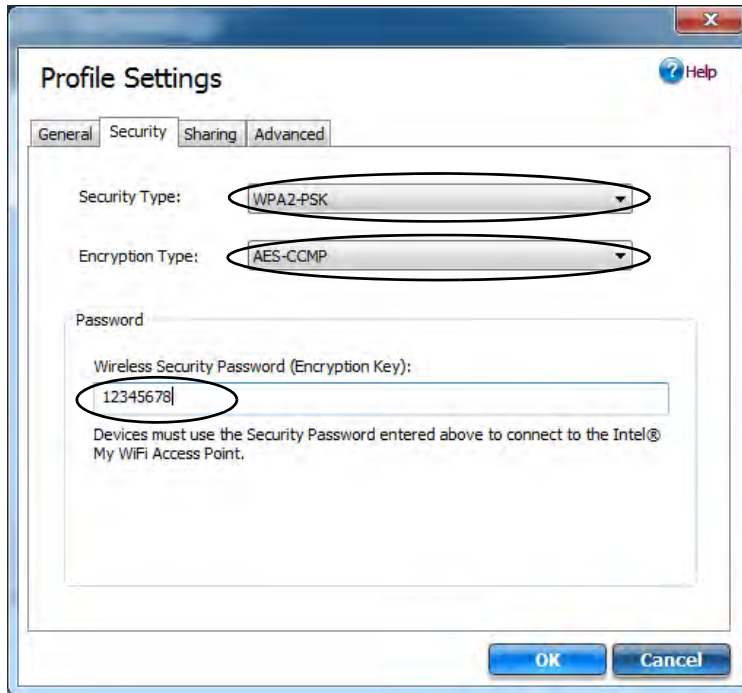 Profile Settings
Help
General Security Sharing Advanced
Security Type: WPA2-PSK
Encryption Type: AES-CCMP
Password
Wireless Security Password (Encryption Key):
12345678
Devices must use the Security Password entered above to connect to the Intel®
My WiFi Access Point.
OK Cancel